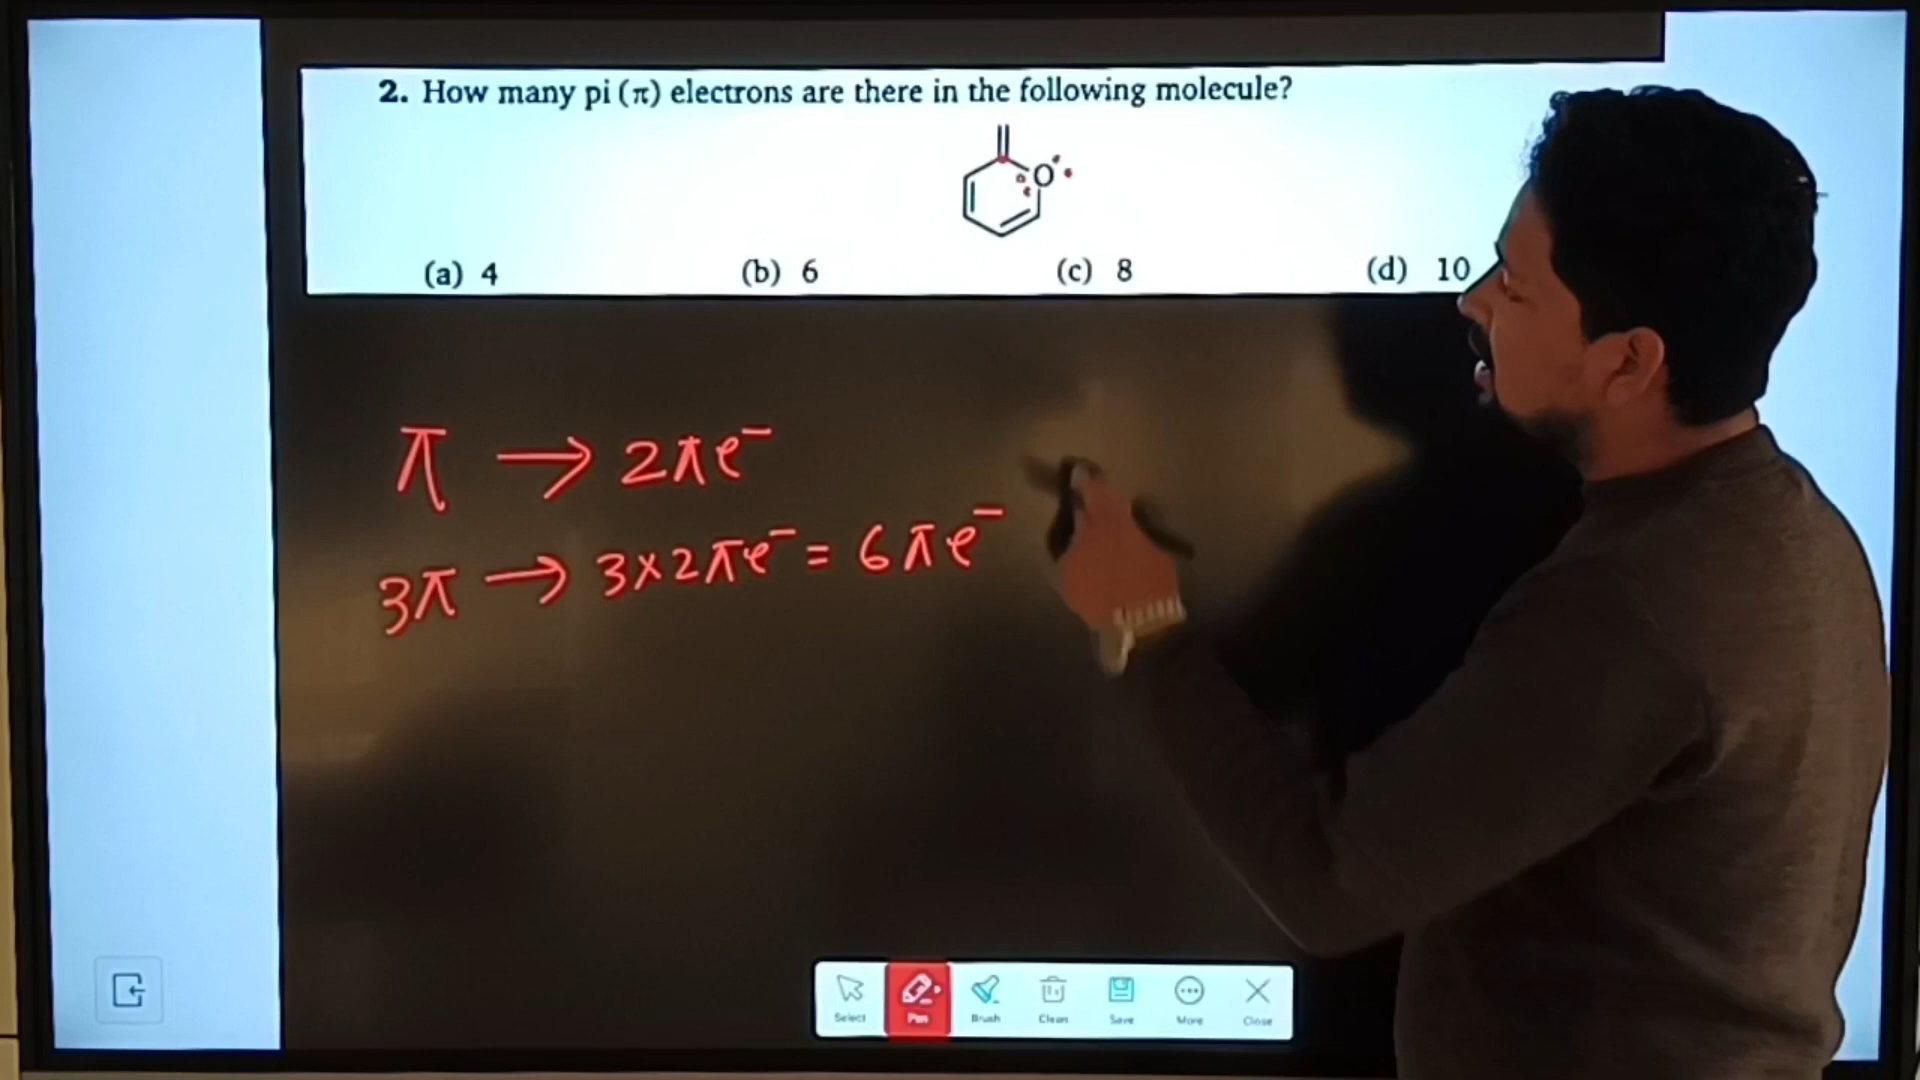 2. How many pi (π) electrons are there in the following molecule?
O
(a) 4 (b) 6 (c) 8 (d) 10
π → 2πe⁻
3π → 3×2πe⁻ = 6πe⁻
Select Pen Brush Clean Save More Close